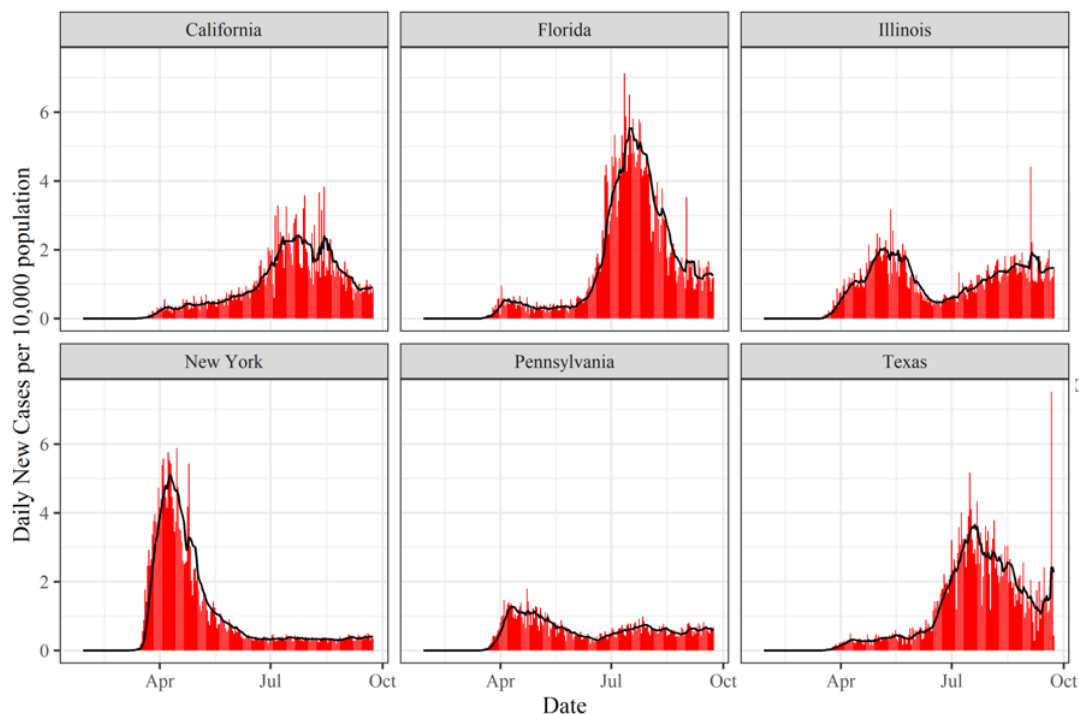 California Florida Illinois
6
4
2
0
New York Pennsylvania Texas
6
4
2
0
Apr Jul Oct Apr Jul Oct Apr Jul Oct
Date
Daily New Cases per 10,000 population